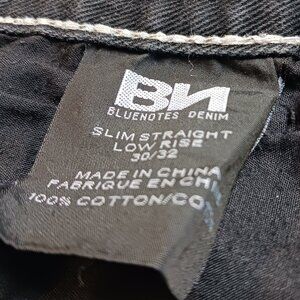 BN
BLUENOTES DENIM
SLIM STRAIGHT
LOW RISE
30/32
MADE IN CHINA
FABRIQUE EN CHI
100% COTTON/CO